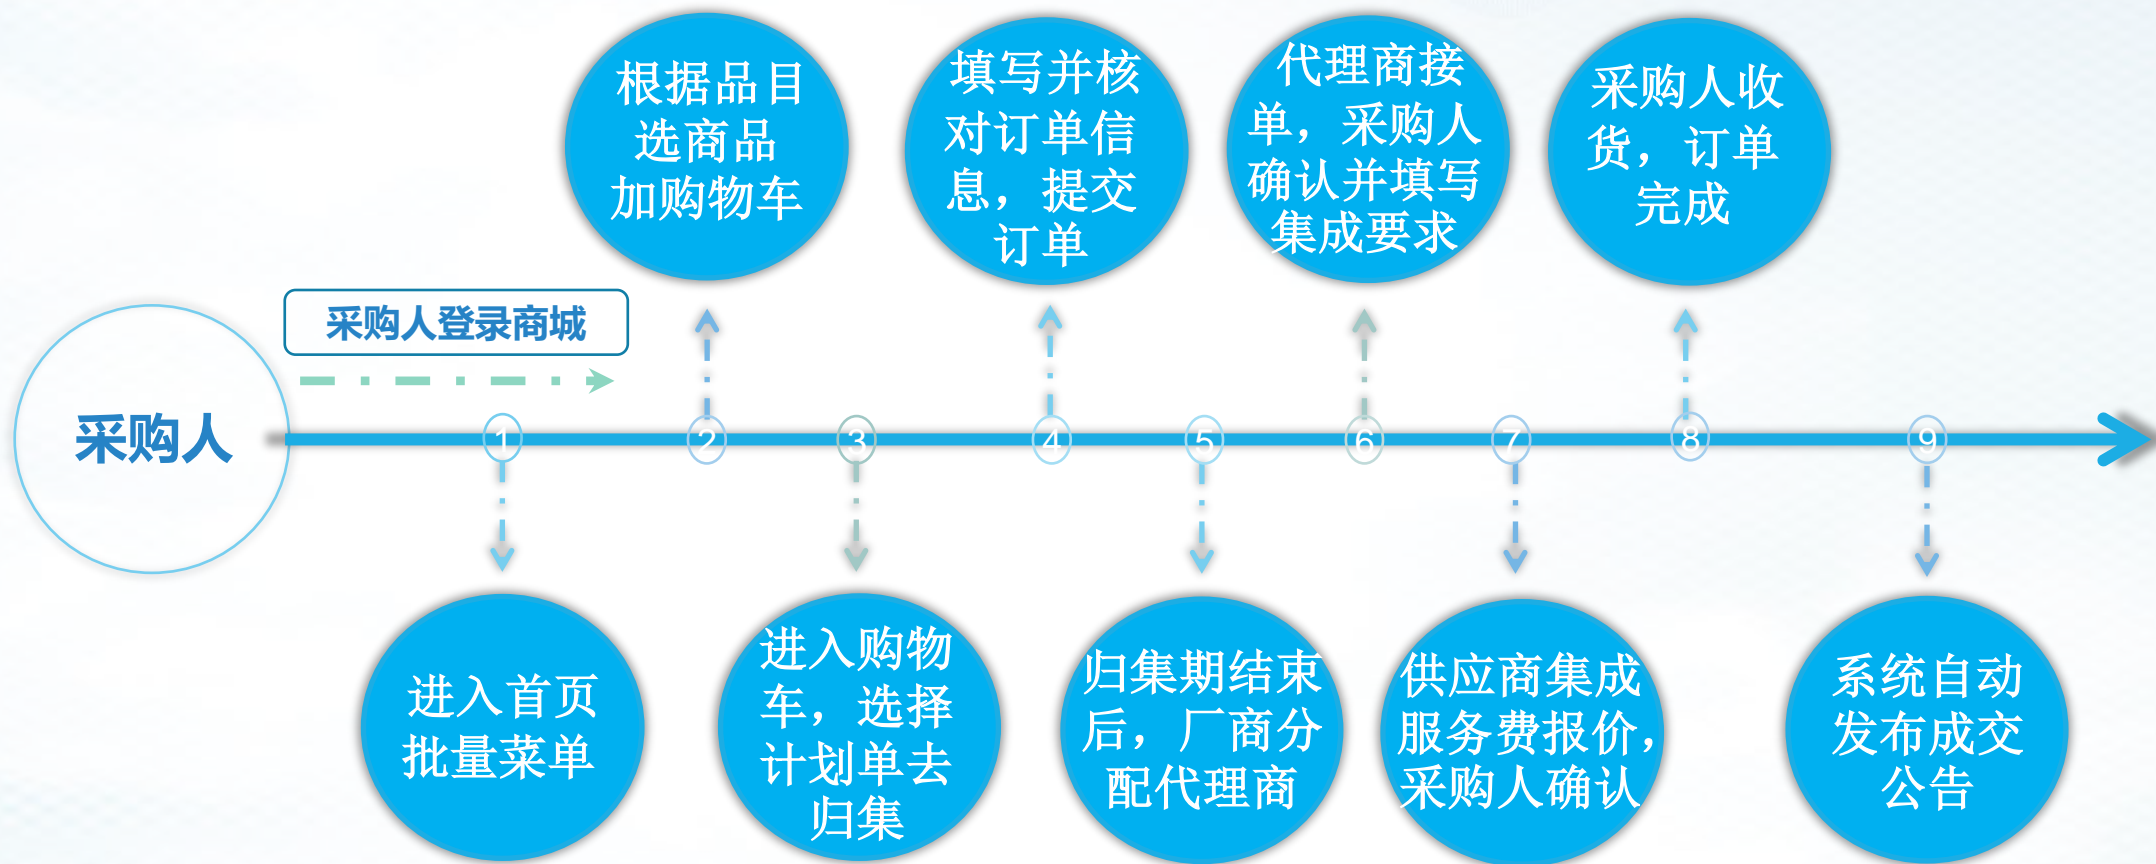 根据品目
选商品
加购物车
填写并核
对订单信
息，提交
订单
代理商接
单，采购人
确认并填写
集成要求
采购人收
货，订单
完成
采购人登录商城
采购人
1
2
3
4
5
6
7
8
9
进入首页
批量菜单
进入购物
车，选择
计划单去
归集
归集期结束
后，厂商分
配代理商
供应商集成
服务费报价，
采购人确认
系统自动
发布成交
公告